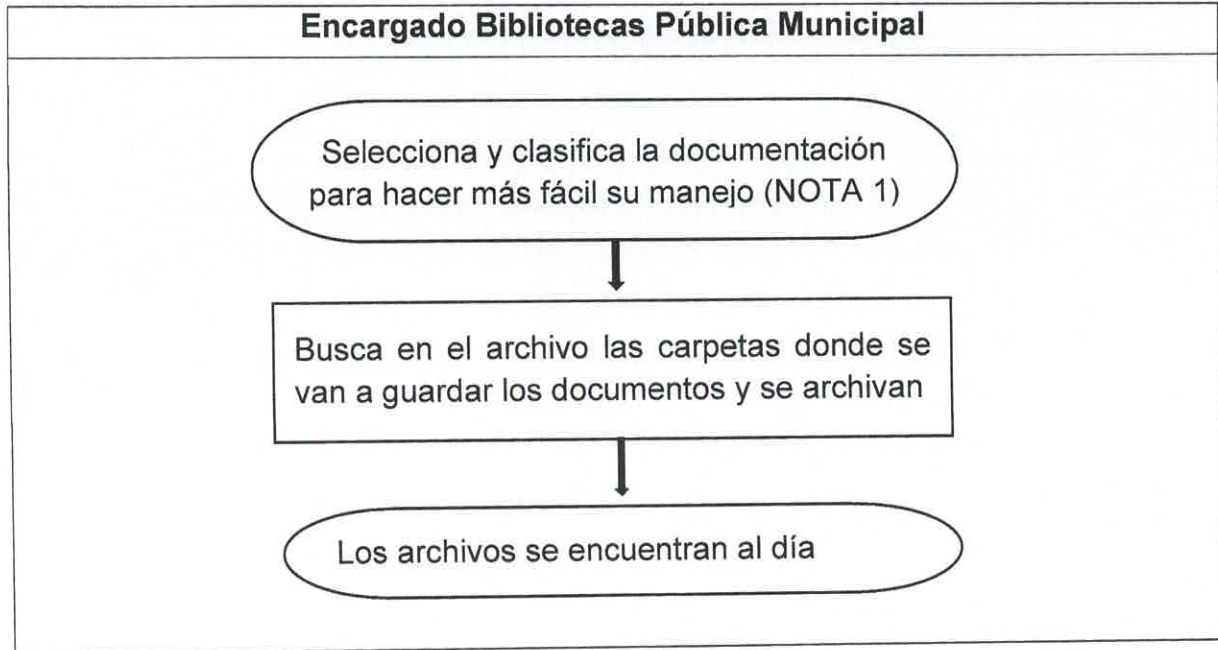 Encargado Bibliotecas Pública Municipal
Selecciona y clasifica la documentación
para hacer más fácil su manejo (NOTA 1)
Busca en el archivo las carpetas donde se
van a guardar los documentos y se archivan
Los archivos se encuentran al día